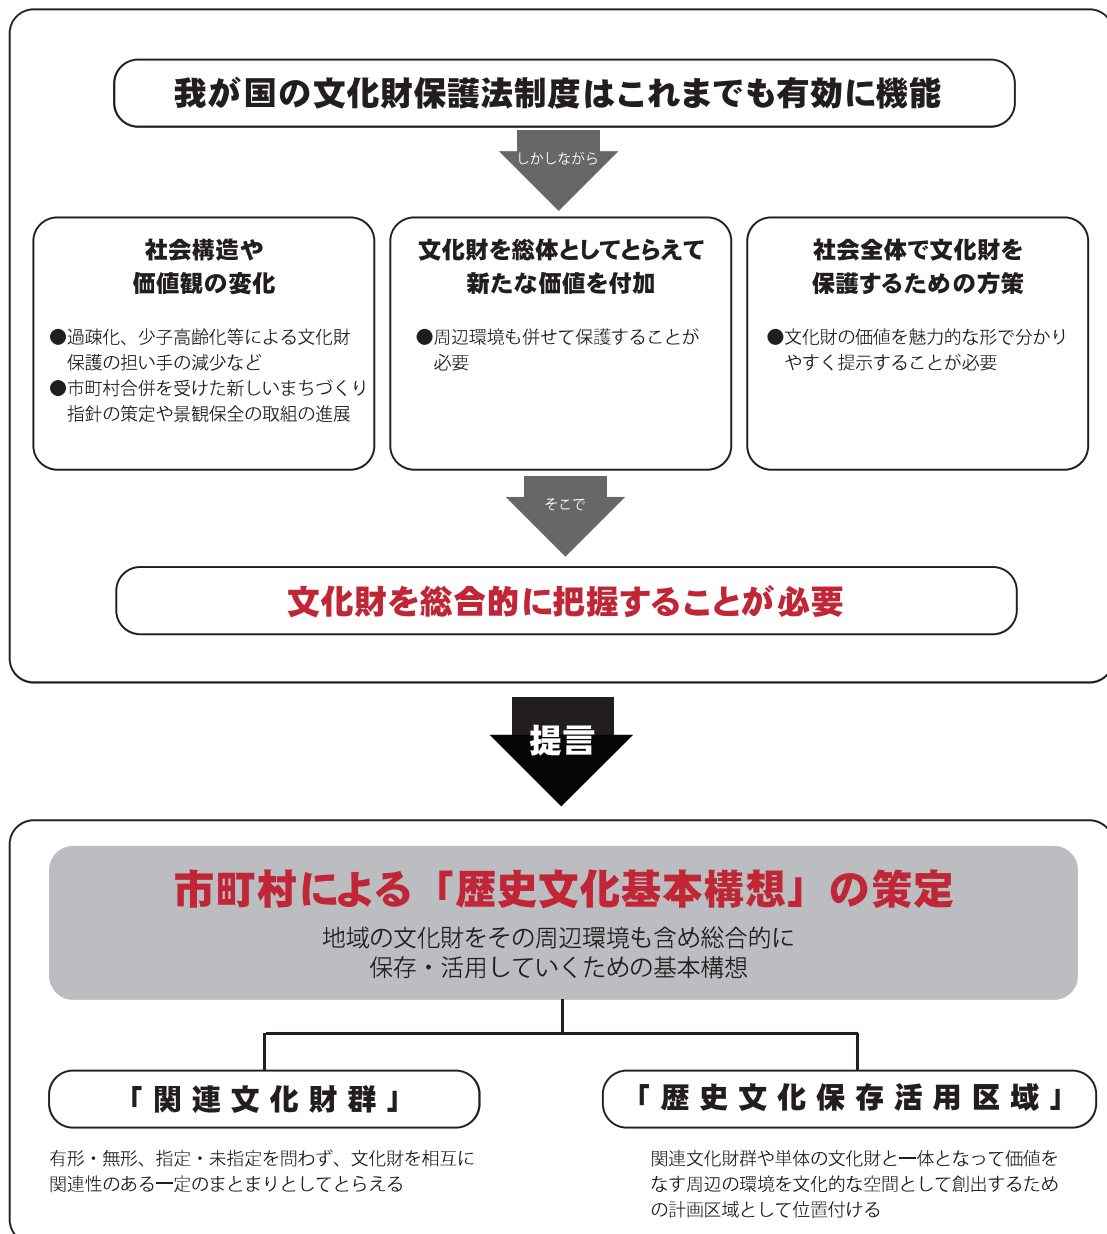 我が国の文化財保護法制度はこれまでも有効に機能
しかしながら
社会構造や
価値観の変化
●過疎化、少子高齢化等による文化財
保護の担い手の減少など
●市町村合併を受けた新しいまちづくり
指針の策定や景観保全の取組の進展
文化財を総体としてとらえて
新たな価値を付加
●周辺環境も併せて保護することが
必要
社会全体で文化財を
保護するための方策
●文化財の価値を魅力的な形で分かり
やすく提示することが必要
そこで
文化財を総合的に把握することが必要
提言
市町村による「歴史文化基本構想」の策定
地域の文化財をその周辺環境も含め総合的に
保存・活用していくための基本構想
「関連文化財群」
有形・無形、指定・未指定を問わず、文化財を相互に
関連性のある一定のまとまりとしてとらえる
「歴史文化保存活用区域」
関連文化財群や単体の文化財と一体となって価値を
なす周辺の環境を文化的な空間として創出するため
の計画区域として位置付ける